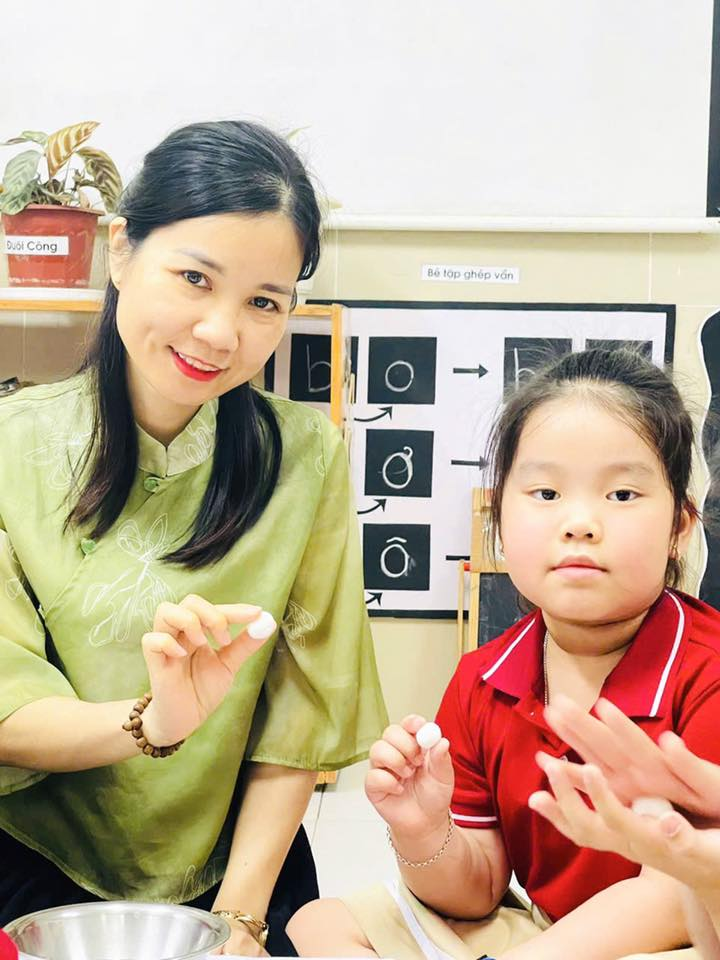 Đuôi Công
Bé tập ghép vần
b o → b
ơ
ô